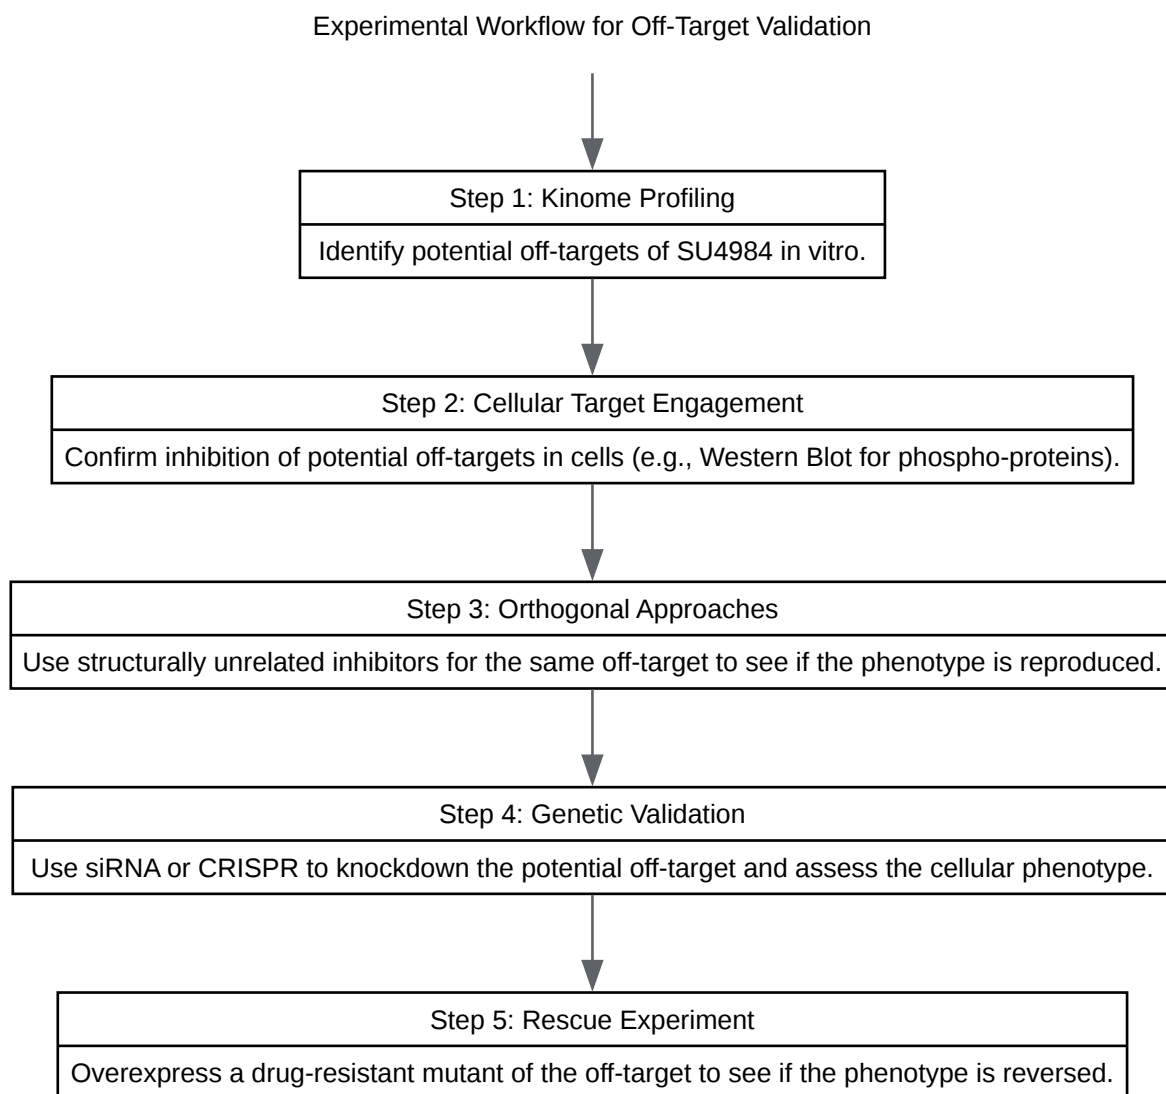 Experimental Workflow for Off-Target Validation
Step 1: Kinome Profiling
Identify potential off-targets of SU4984 in vitro.
Step 2: Cellular Target Engagement
Confirm inhibition of potential off-targets in cells (e.g., Western Blot for phospho-proteins).
Step 3: Orthogonal Approaches
Use structurally unrelated inhibitors for the same off-target to see if the phenotype is reproduced.
Step 4: Genetic Validation
Use siRNA or CRISPR to knockdown the potential off-target and assess the cellular phenotype.
Step 5: Rescue Experiment
Overexpress a drug-resistant mutant of the off-target to see if the phenotype is reversed.